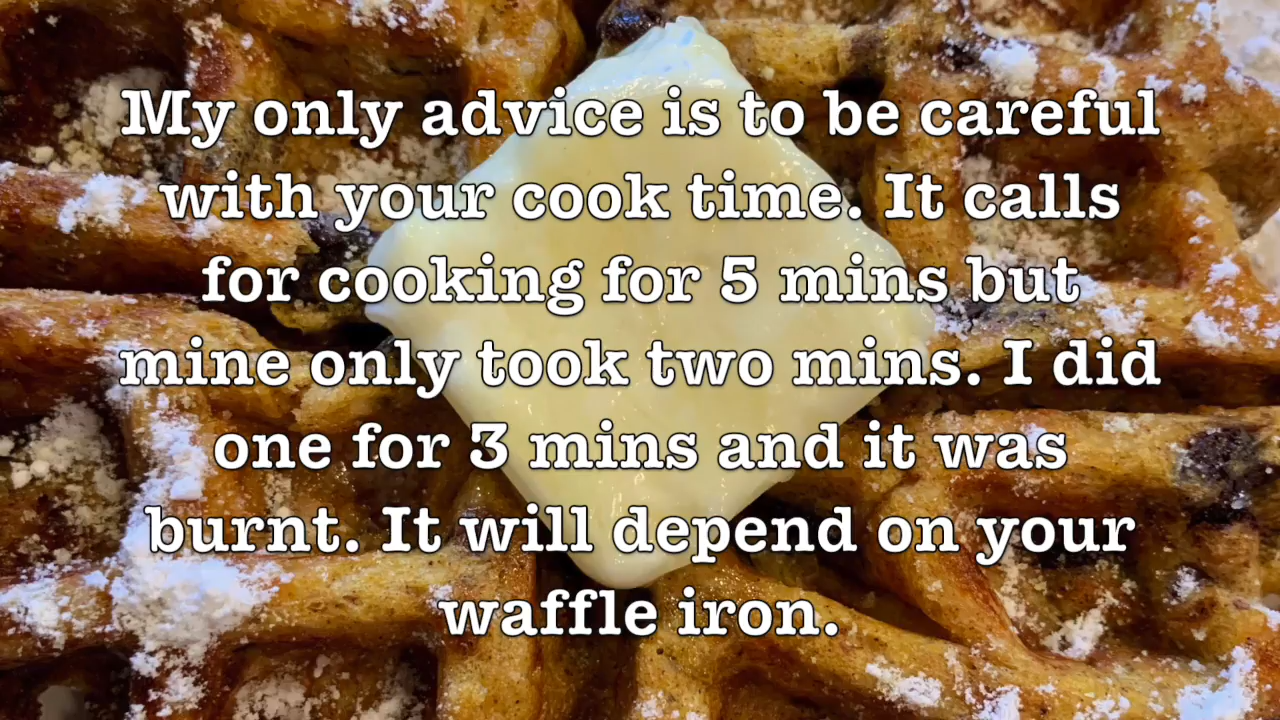 My only advice is to be careful
with your cook time. It calls
for cooking for 5 mins but
mine only took two mins. I did
one for 3 mins and it was
burnt. It will depend on your
waffle iron.